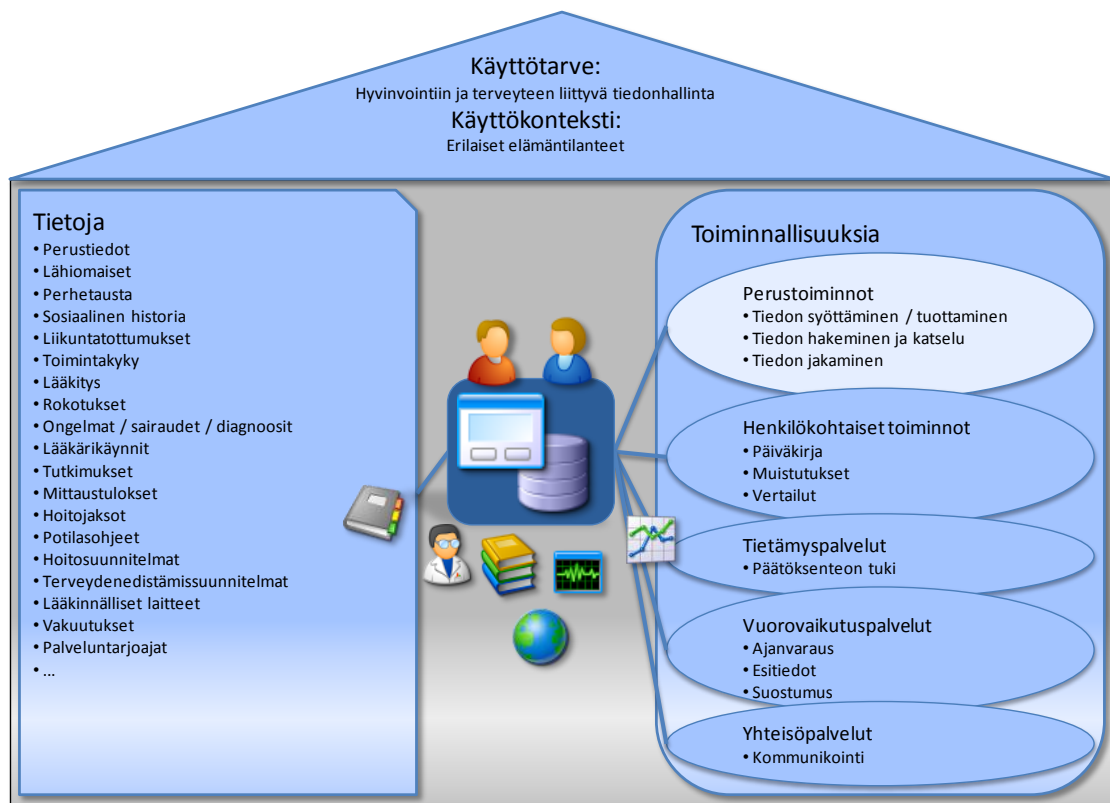 Käyttötarve:
Hyvinvointiin ja terveyteen liittyvä tiedonhallinta
Käyttökonteksti:
Erilaiset elämäntilanteet
Tietoja
• Perustiedot
• Lähiomaiset
• Perhetausta
• Sosiaalinen historia
• Liikuntatottumukset
• Toimintakyky
• Lääkitys
• Rokotukset
• Ongelmat / sairaudet / diagnoosit
• Lääkärikäynnit
• Tutkimukset
• Mittaustulokset
• Hoitojaksot
• Potilasohjeet
• Hoitosuunnitelmat
• Terveydenedistämissuunnitelmat
• Lääkinnälliset laitteet
• Vakuutukset
• Palveluntarjoajat
• ...
Toiminnallisuuksia
Perustoiminnot
• Tiedon syöttäminen / tuottaminen
• Tiedon hakeminen ja katselu
• Tiedon jakaminen
Henkilökohtaiset toiminnot
• Päiväkirja
• Muistutukset
• Vertailut
Tietämyspalvelut
• Päätöksenteon tuki
Vuorovaikutuspalvelut
• Ajanvaraus
• Esitiedot
• Suostumus
Yhteisöpalvelut
• Kommunikointi